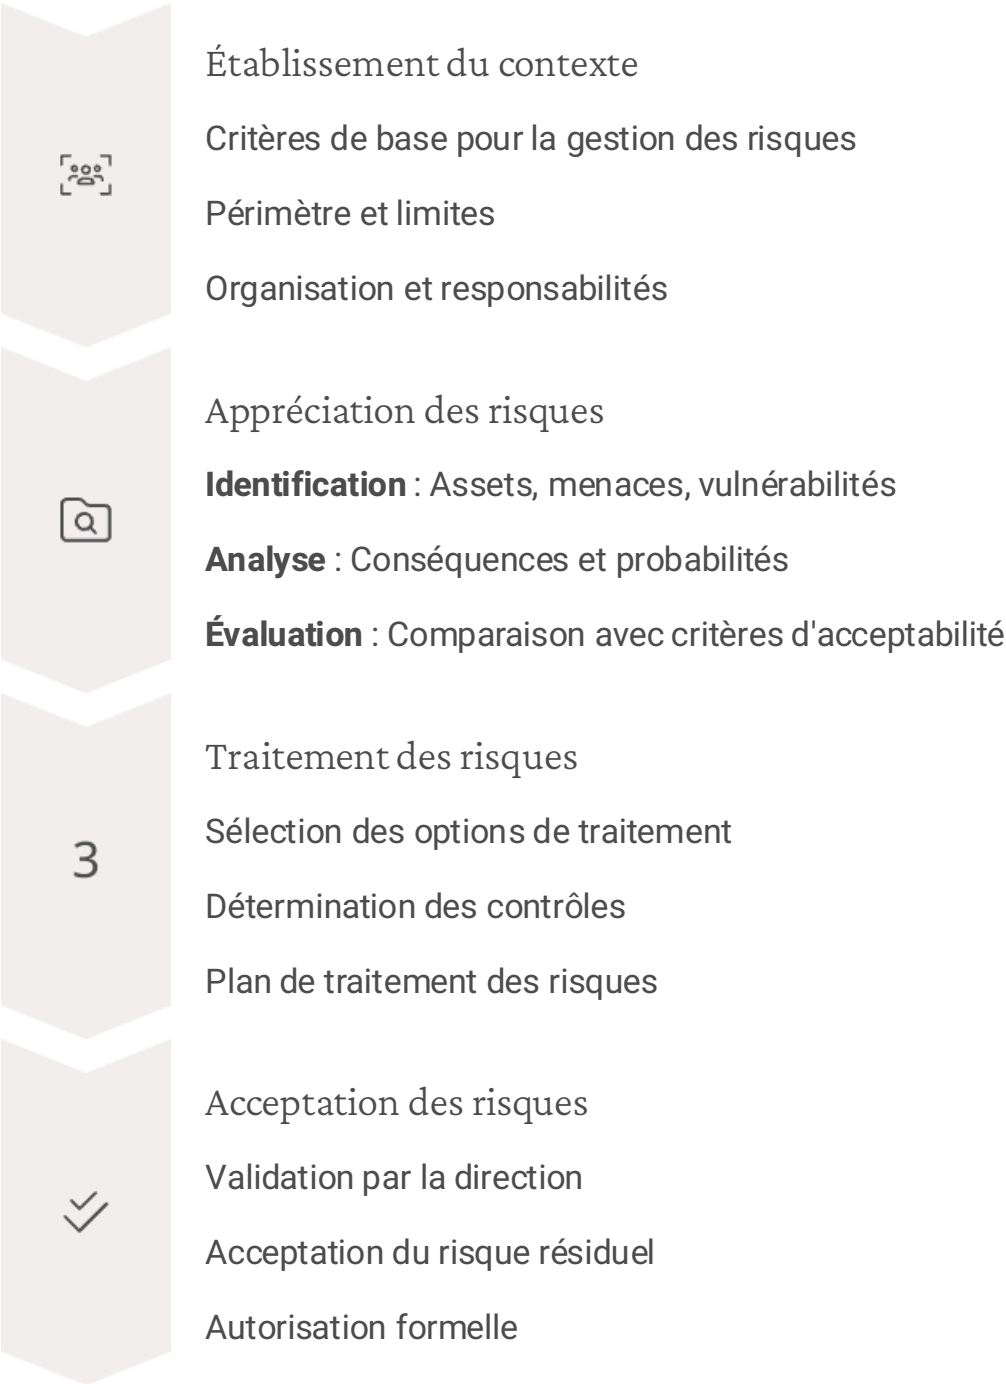 Établissement du contexte
Critères de base pour la gestion des risques
Périmètre et limites
Organisation et responsabilités
Appréciation des risques
Identification : Assets, menaces, vulnérabilités
Analyse : Conséquences et probabilités
Évaluation : Comparaison avec critères d'acceptabilité
3
Traitement des risques
Sélection des options de traitement
Détermination des contrôles
Plan de traitement des risques
Acceptation des risques
Validation par la direction
Acceptation du risque résiduel
Autorisation formelle